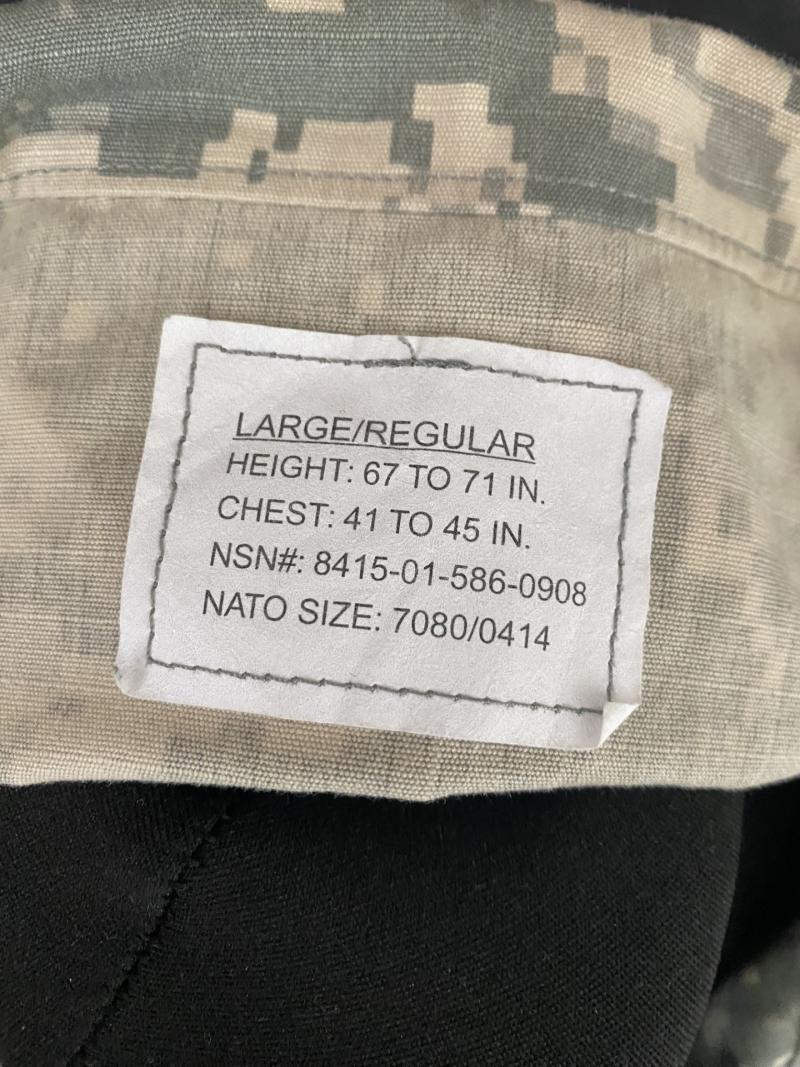 LARGE/REGULAR
HEIGHT: 67 TO 71 IN.
CHEST: 41 TO 45 IN.
NSN#: 8415-01-586-0908
NATO SIZE: 7080/0414